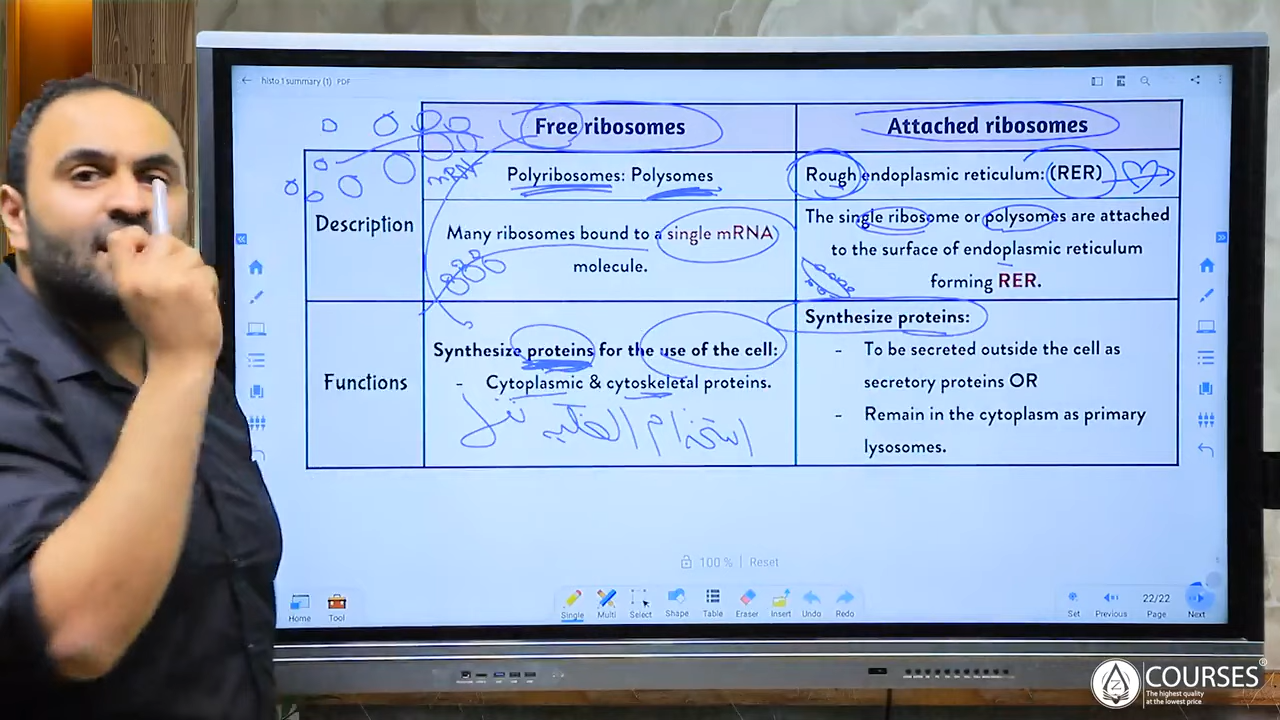 histo 1 summary (1) PDF
Free ribosomes
Attached ribosomes
mRNA
Description
Polyribosomes: Polysomes
Rough endoplasmic reticulum: (RER)
Many ribosomes bound to a single mRNA
molecule.
The single ribosome or polysomes are attached
to the surface of endoplasmic reticulum
forming RER.
Functions
Synthesize proteins for the use of the cell:
- Cytoplasmic & cytoskeletal proteins.
استخدام الخلية
Synthesize proteins:
- To be secreted outside the cell as
secretory proteins OR
- Remain in the cytoplasm as primary
lysosomes.
100 % | Reset
Home
Tool
Single
Multi
Select
Shape
Table
Eraser
Insert
Undo
Redo
Set
Previous
22/22
Page
Next
COURSES®
The highest quality
at the lowest price